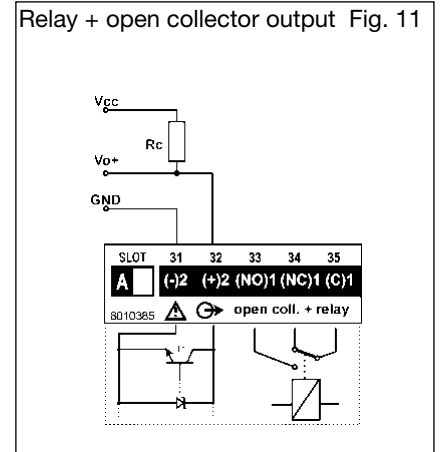 Relay + open collector output Fig. 11
Vcc
Rc
Vo+
GND
SLOT 31 32 33 34 35
A (-)2 (+)2 (NO)1 (NC)1 (C)1
8010385 open coll. + relay